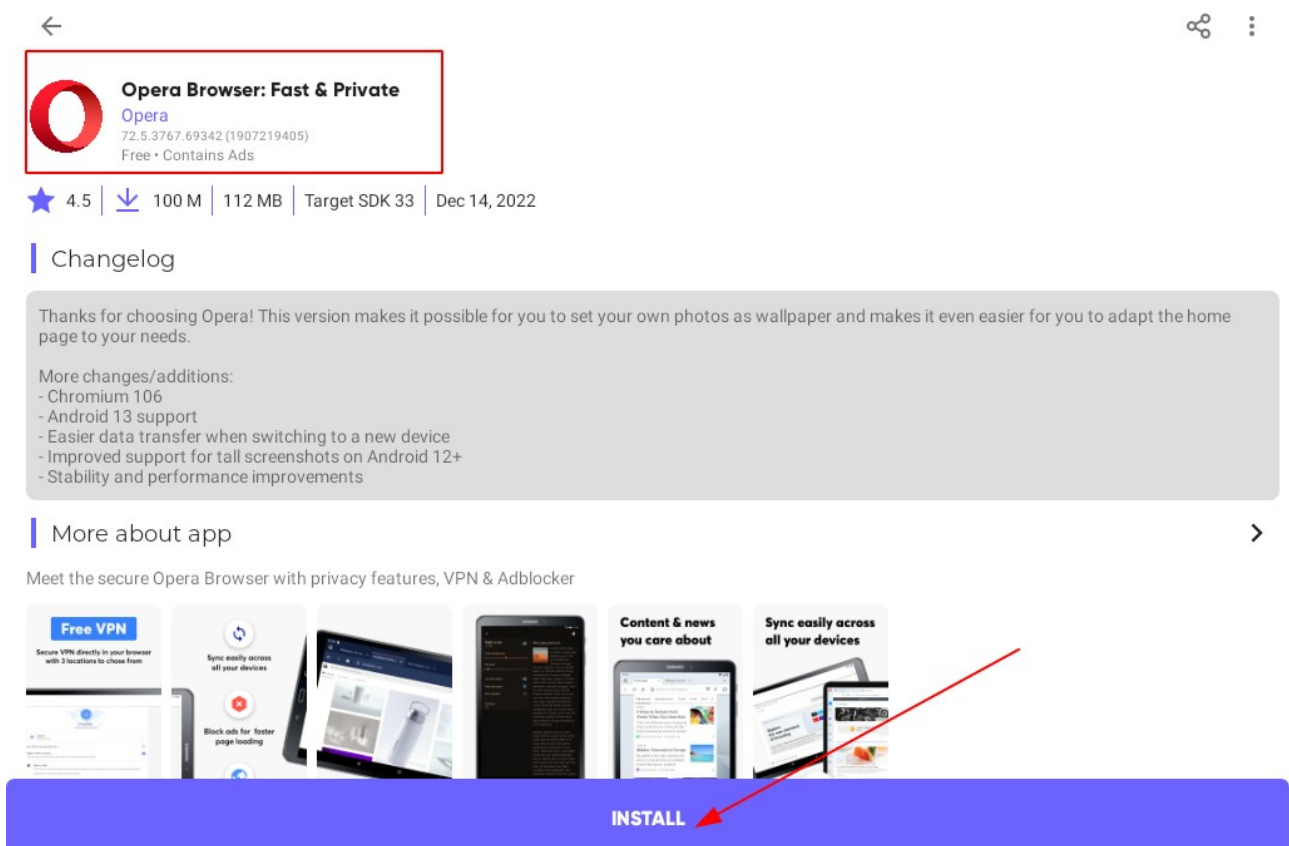 Opera Browser: Fast & Private
Opera
72.5.3767.69342 (1907219405)
Free • Contains Ads
4.5 100 M 112 MB Target SDK 33 Dec 14, 2022
Changelog
Thanks for choosing Opera! This version makes it possible for you to set your own photos as wallpaper and makes it even easier for you to adapt the home
page to your needs.
More changes/additions:
- Chromium 106
- Android 13 support
- Easier data transfer when switching to a new device
- Improved support for tall screenshots on Android 12+
- Stability and performance improvements
More about app
Meet the secure Opera Browser with privacy features, VPN & Adblocker
Free VPN
Secure VPN directly in your browser
with 3 locations to chose from
Sync easily across
all your devices
Block ads for faster
page loading
Content & news
you care about
Sync easily across
all your devices
INSTALL